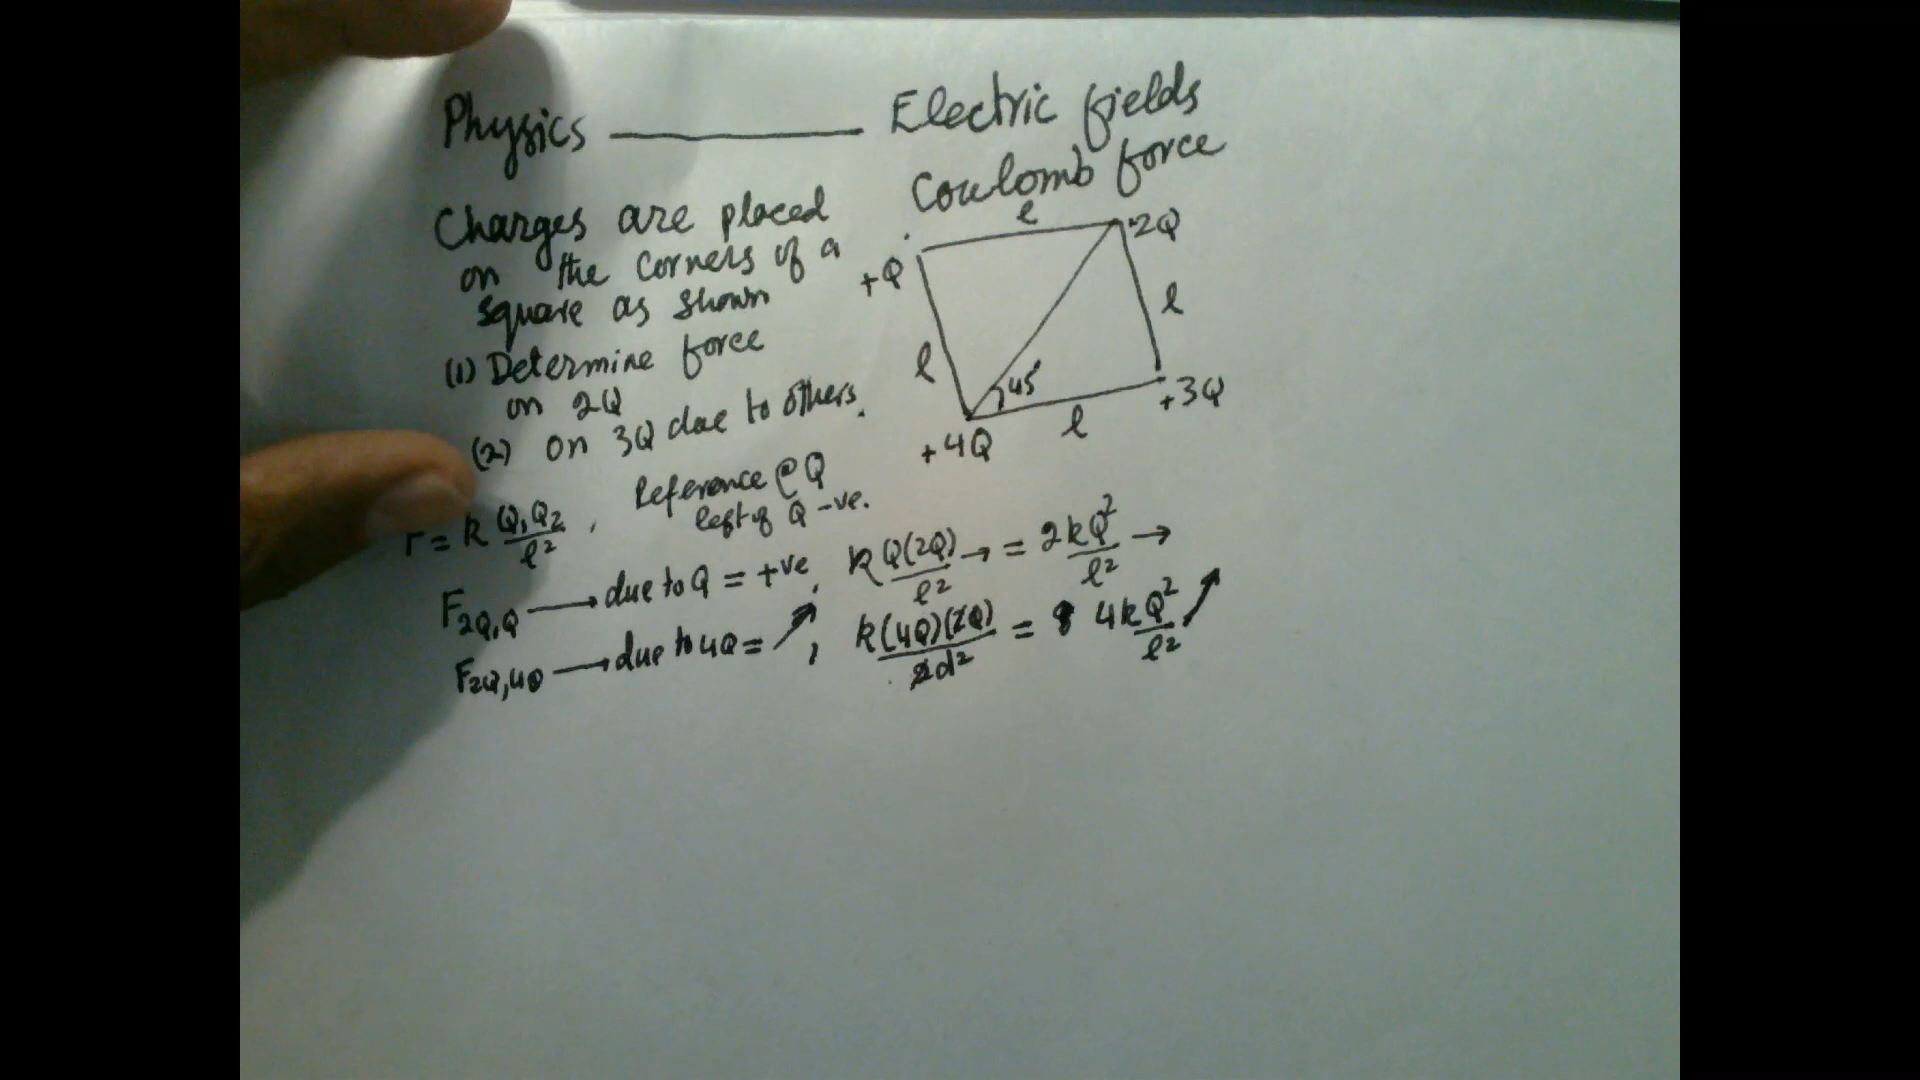 Physics — Electric fields
Coulomb force
Charges are placed
on the corners of a
square as shown
(1) Determine force
on 2Q
(2) on 3Q due to others.
l
2Q
+Q
l
l
45°
+3Q
l
+4Q
Reference @ Q
left of Q -ve.
F = k Q₁Q₂/l² ,
F2Q,Q → due to Q = +ve, k Q(2Q)/l² → = 2kQ²/l² →
F2Q,4Q → due to 4Q = ↗ , k(4Q)(2Q)/2d² = 4kQ²/l² ↗